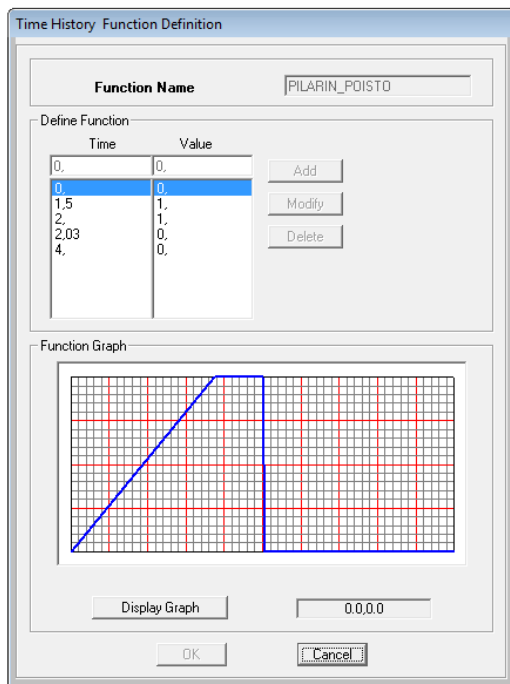 Time History Function Definition
Function Name PILARIN_POISTO
Define Function
Time Value
0, 0, Add
0, 0,
1,5 1, Modify
2, 1,
2,03 0, Delete
4, 0,
Function Graph
Display Graph 0.0,0.0
OK Cancel